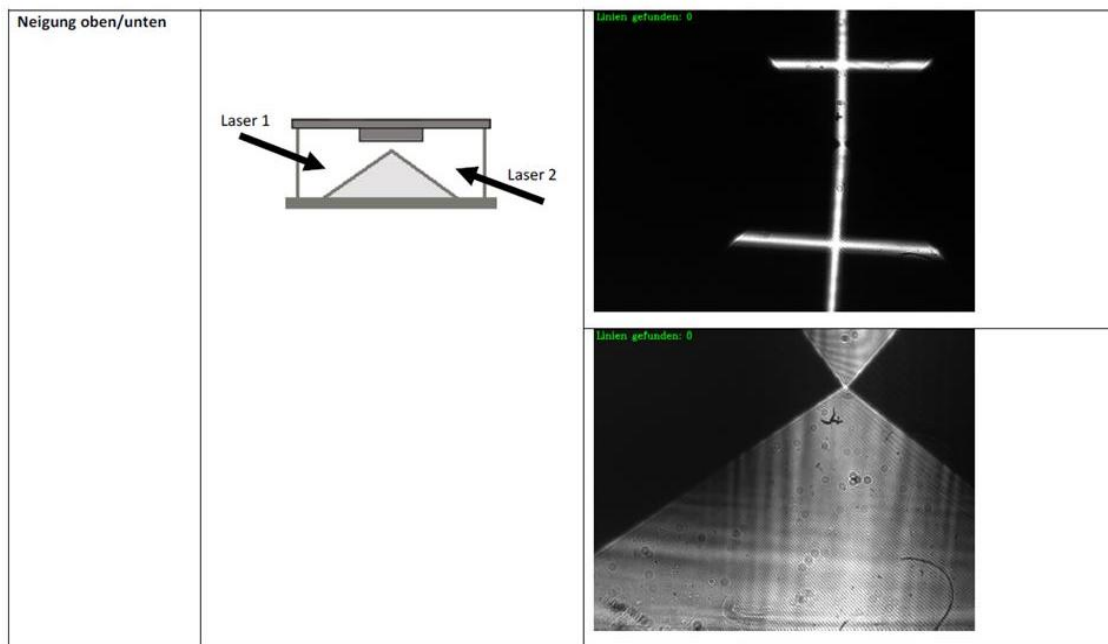 Neigung oben/unten
Laser 1
Laser 2
Linien gefunden: 0
Linien gefunden: 0